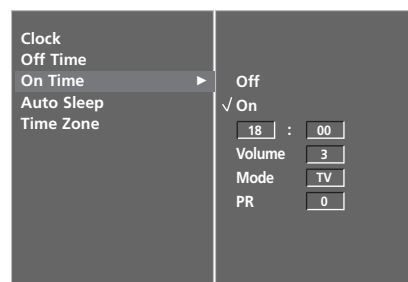 Clock
Off Time
On Time ►
Auto Sleep
Time Zone
Off
√ On
18 : 00
Volume 3
Mode TV
PR 0